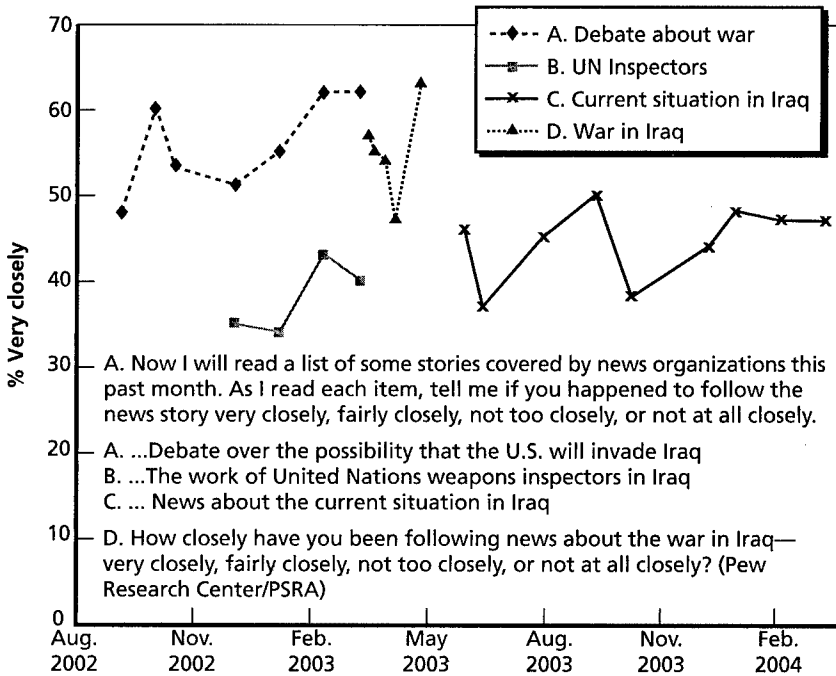 70
60
50
40
30
20
10
0
% Very closely
A. Debate about war
B. UN Inspectors
C. Current situation in Iraq
D. War in Iraq
A. Now I will read a list of some stories covered by news organizations this
past month. As I read each item, tell me if you happened to follow the
news story very closely, fairly closely, not too closely, or not at all closely.
A. ...Debate over the possibility that the U.S. will invade Iraq
B. ...The work of United Nations weapons inspectors in Iraq
C. ... News about the current situation in Iraq
D. How closely have you been following news about the war in Iraq—
very closely, fairly closely, not too closely, or not at all closely? (Pew
Research Center/PSRA)
Aug. Nov. Feb. May Aug. Nov. Feb.
2002 2002 2003 2003 2003 2003 2004